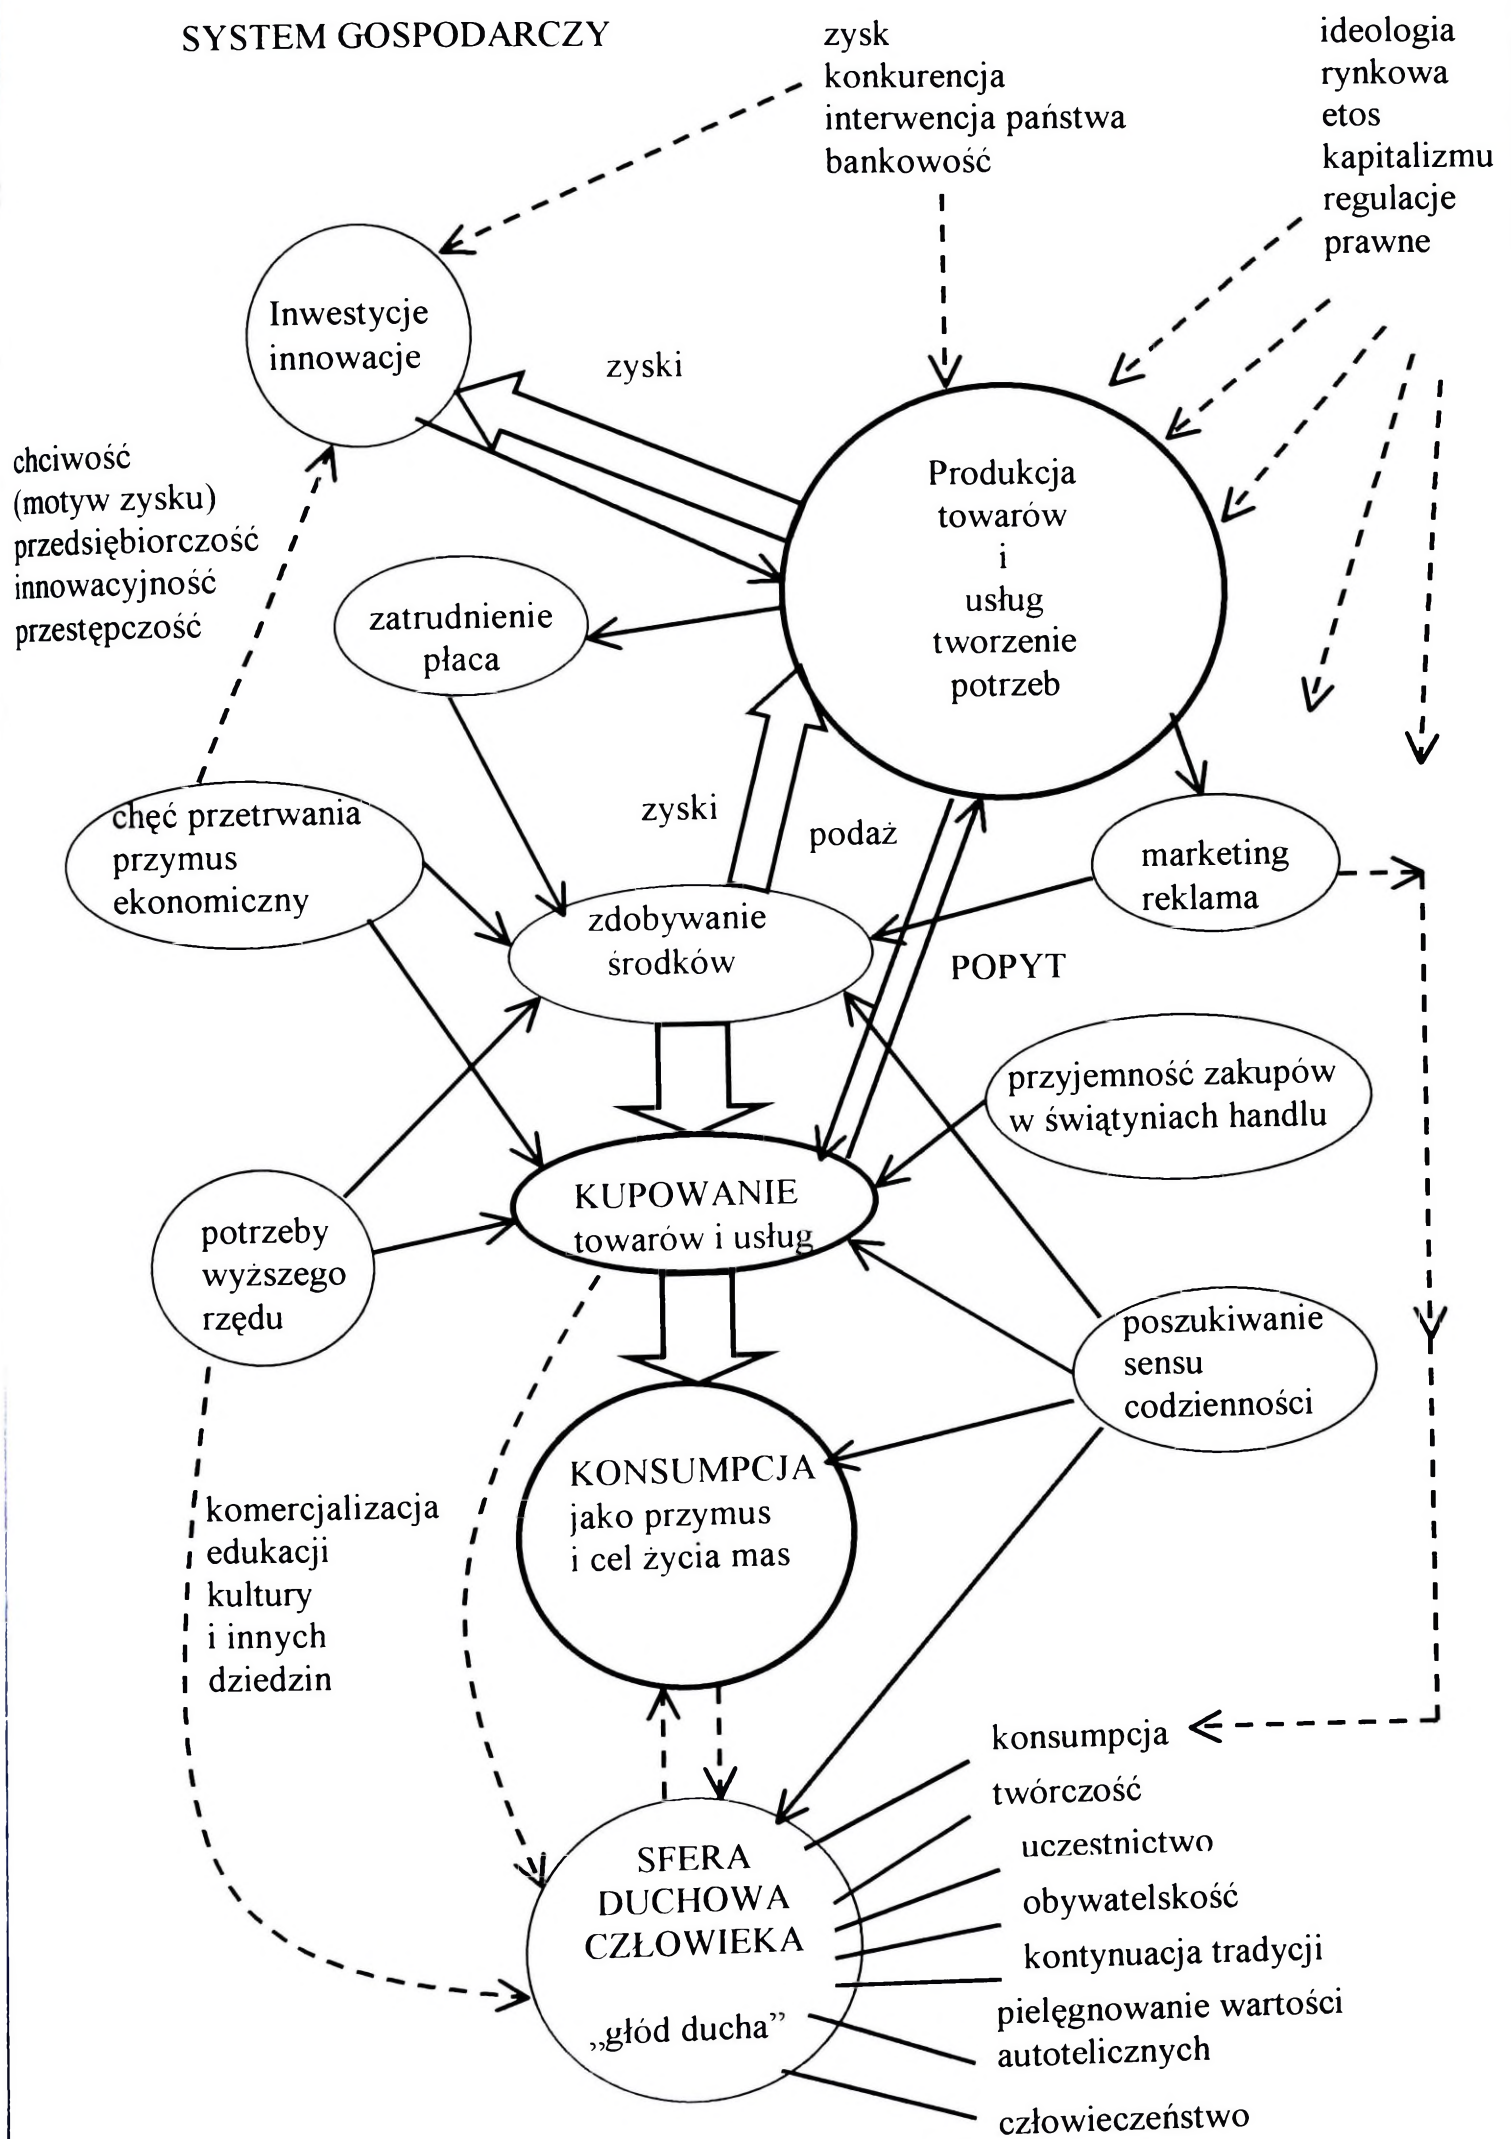 SYSTEM GOSPODARCZY
zysk
konkurencja
interwencja państwa
bankowość
ideologia
rynkowa
etos
kapitalizmu
regulacje
prawne
Inwestycje
innowacje
zyski
chciwość
(motyw zysku)
przedsiębiorczość
innowacyjność
przestępczość
Produkcja
towarów
i
usług
tworzenie
potrzeb
zatrudnienie
płaca
chęć przetrwania
przymus
ekonomiczny
zyski
podaż
marketing
reklama
zdobywanie
środków
POPYT
przyjemność zakupów
w świątyniach handlu
KUPOWANIE
towarów i usług
potrzeby
wyższego
rzędu
poszukiwanie
sensu
codzienności
KONSUMPCJA
jako przymus
i cel życia mas
komercjalizacja
edukacji
kultury
i innych
dziedzin
konsumpcja
twórczość
uczestnictwo
obywatelskość
kontynuacja tradycji
pielęgnowanie wartości
autotelicznych
człowieczeństwo
SFERA
DUCHOWA
CZŁOWIEKA
„głód ducha”